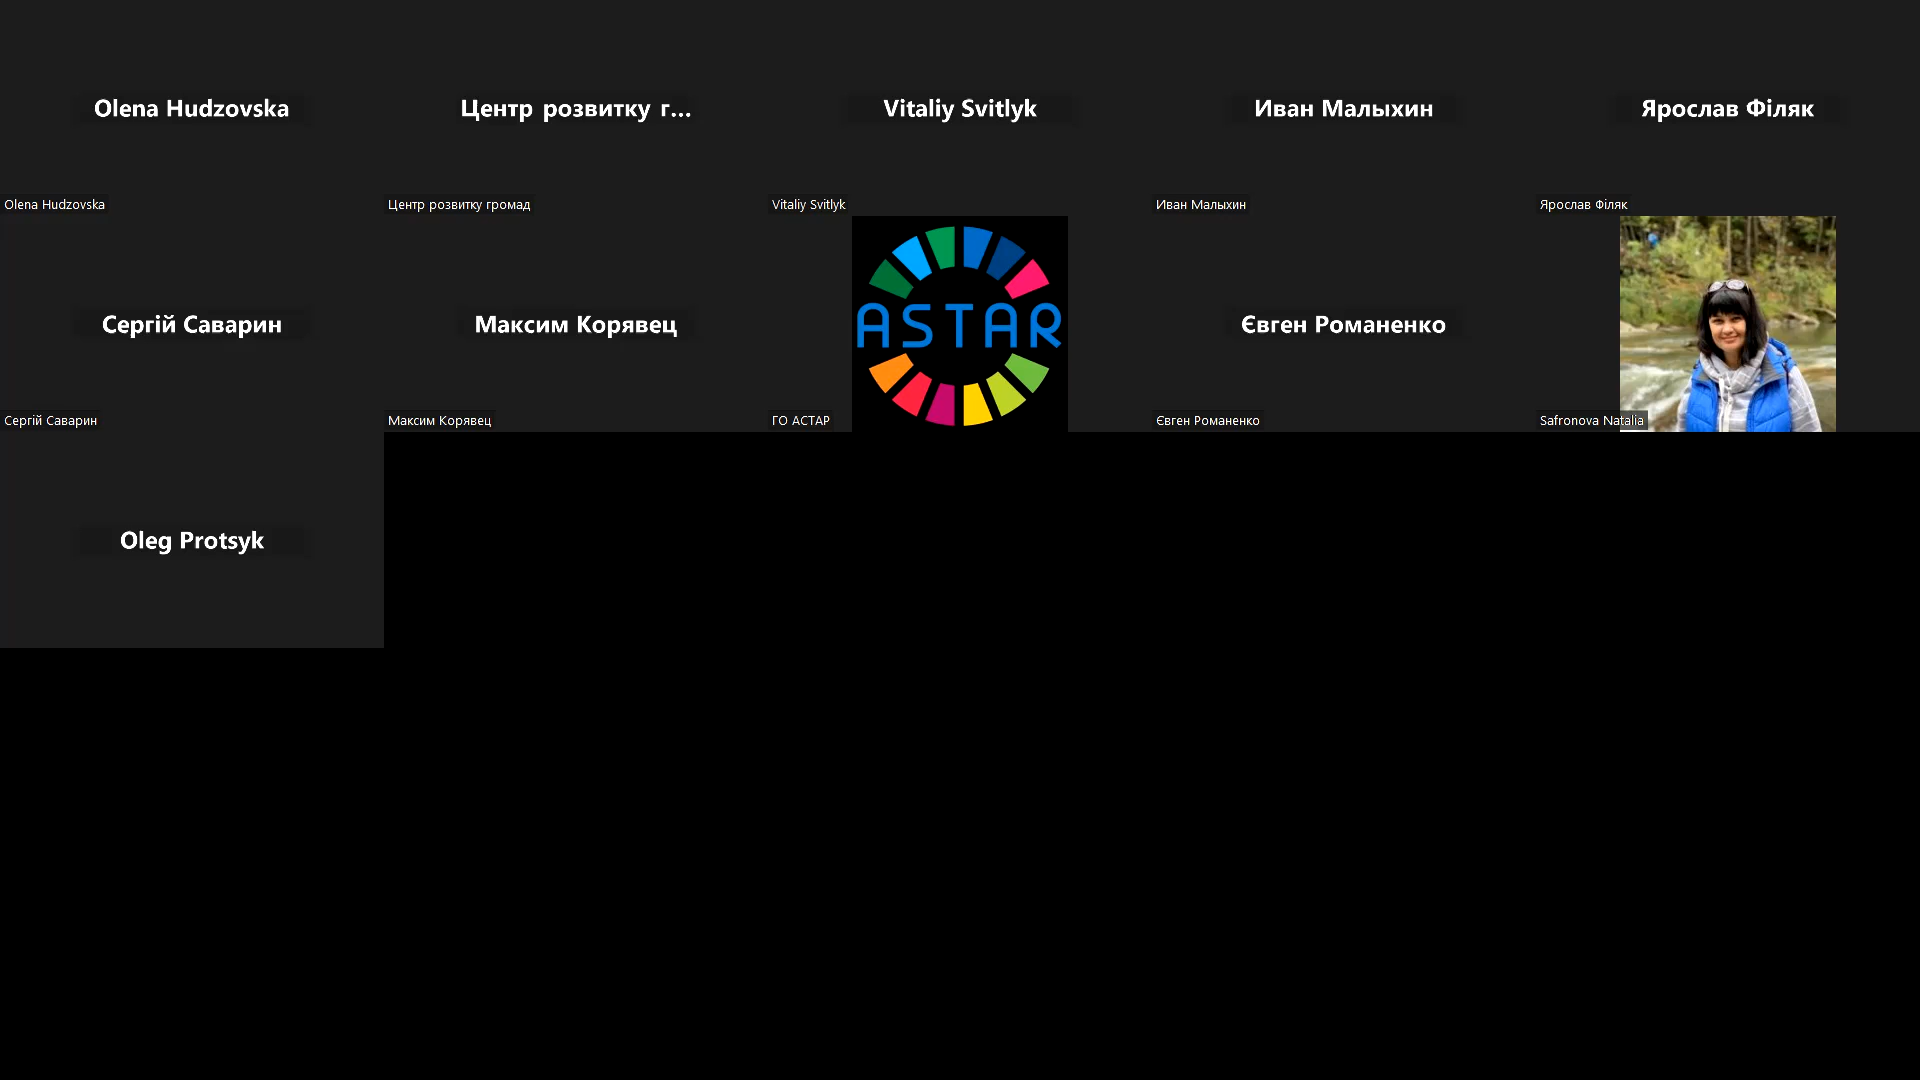 Olena Hudzovska
Центр розвитку г...
Vitaliy Svitlyk
Иван Малыхин
Ярослав Філяк
Olena Hudzovska
Центр розвитку громад
Vitaliy Svitlyk
Иван Малыхин
Ярослав Філяк
Сергій Саварин
Максим Корявец
ASTAR
Євген Романенко
Сергій Саварин
Максим Корявец
ГО АСТАР
Євген Романенко
Safronova Natalia
Oleg Protsyk